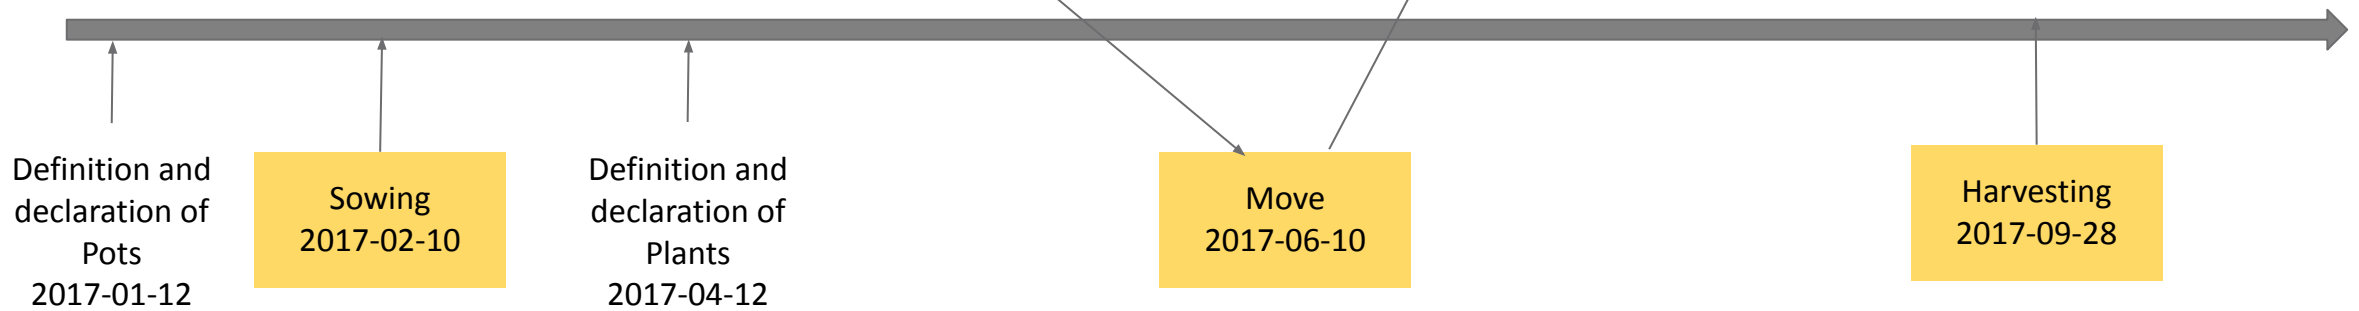 Definition and
declaration of
Pots
2017-01-12
Sowing
2017-02-10
Definition and
declaration of
Plants
2017-04-12
Move
2017-06-10
Harvesting
2017-09-28